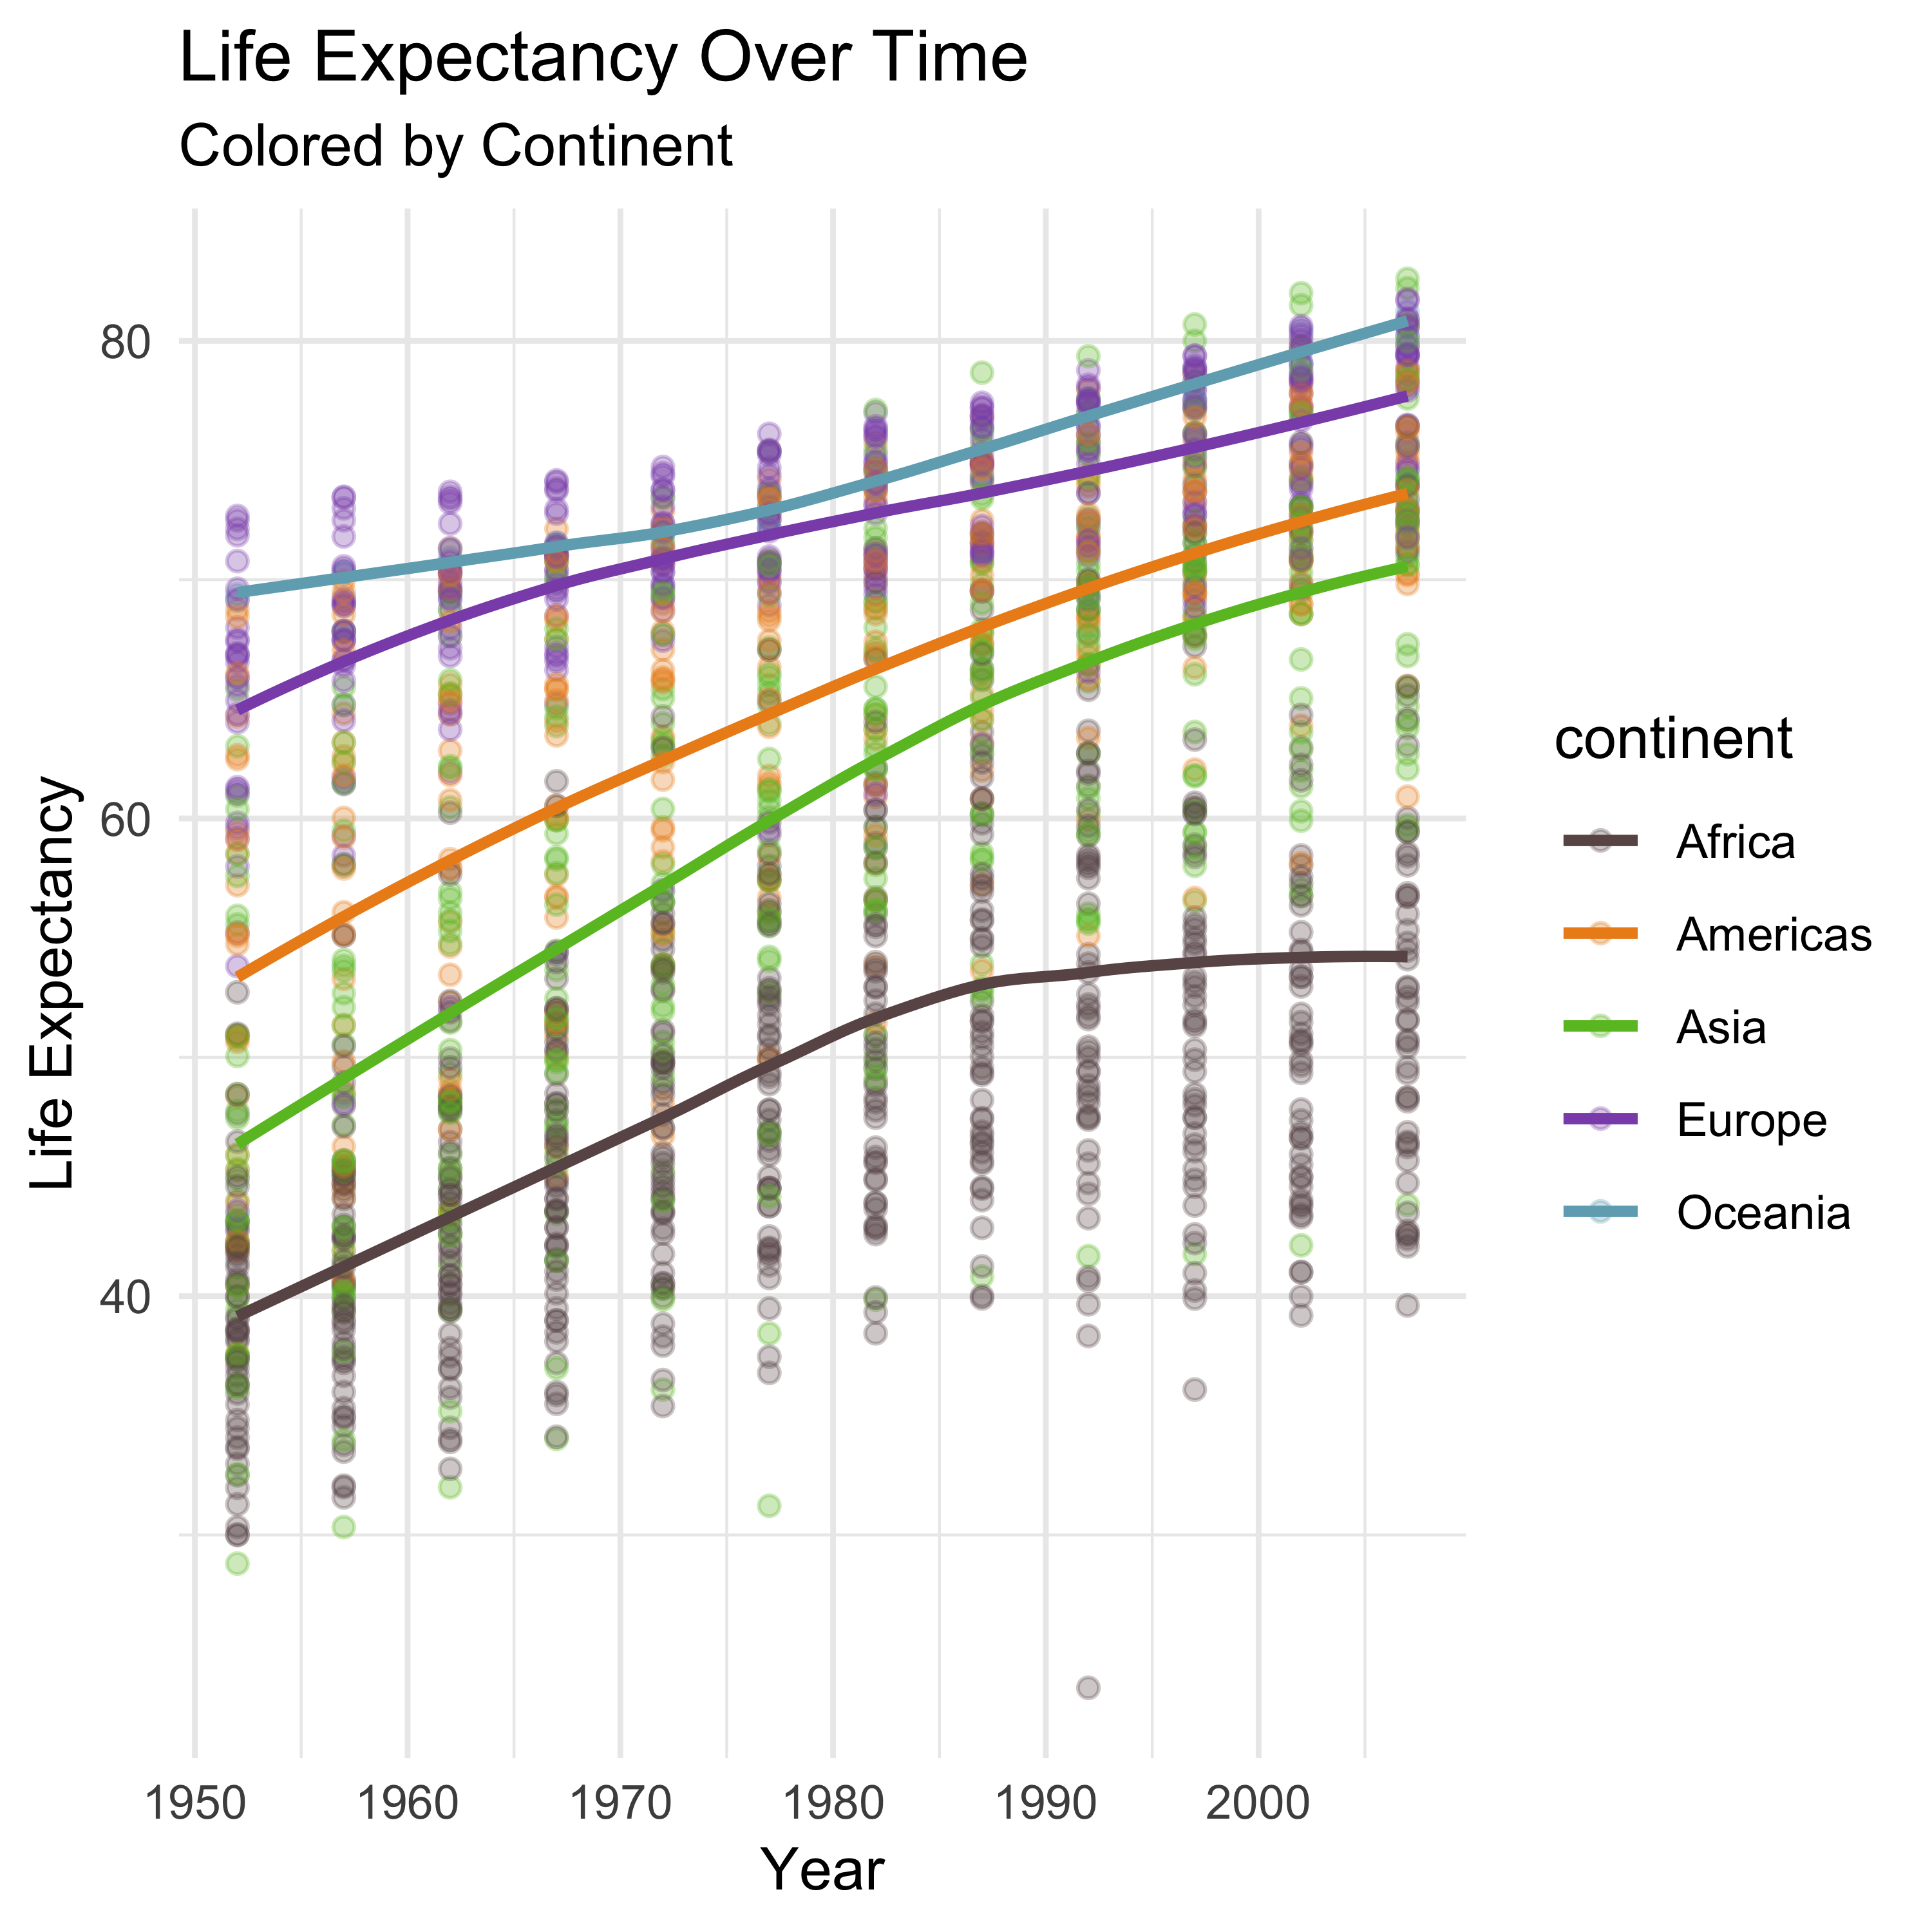 Life Expectancy Over Time
Colored by Continent
Life Expectancy
80
60
40
1950 1960 1970 1980 1990 2000
Year
continent
Africa
Americas
Asia
Europe
Oceania